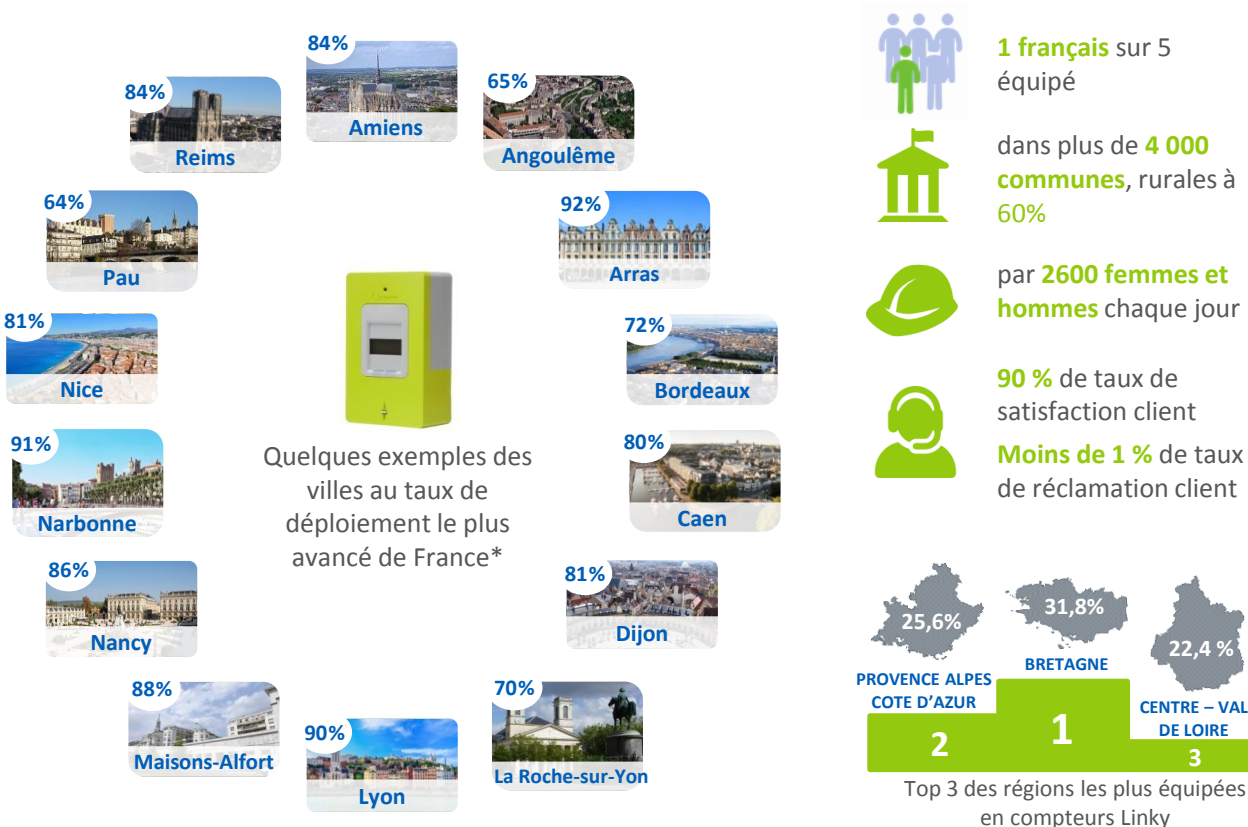 84%
Amiens
65%
Angoulême
92%
Arras
72%
Bordeaux
80%
Caen
81%
Dijon
70%
La Roche-sur-Yon
90%
Lyon
88%
Maisons-Alfort
86%
Nancy
91%
Narbonne
81%
Nice
64%
Pau
84%
Reims
Quelques exemples des
villes au taux de
déploiement le plus
avancé de France*
1 français sur 5
équipé
dans plus de 4 000
communes, rurales à
60%
par 2600 femmes et
hommes chaque jour
90 % de taux de
satisfaction client
Moins de 1 % de taux
de réclamation client
25,6%
PROVENCE ALPES
COTE D'AZUR
2
31,8%
BRETAGNE
1
22,4 %
CENTRE – VAL
DE LOIRE
3
Top 3 des régions les plus équipées
en compteurs Linky